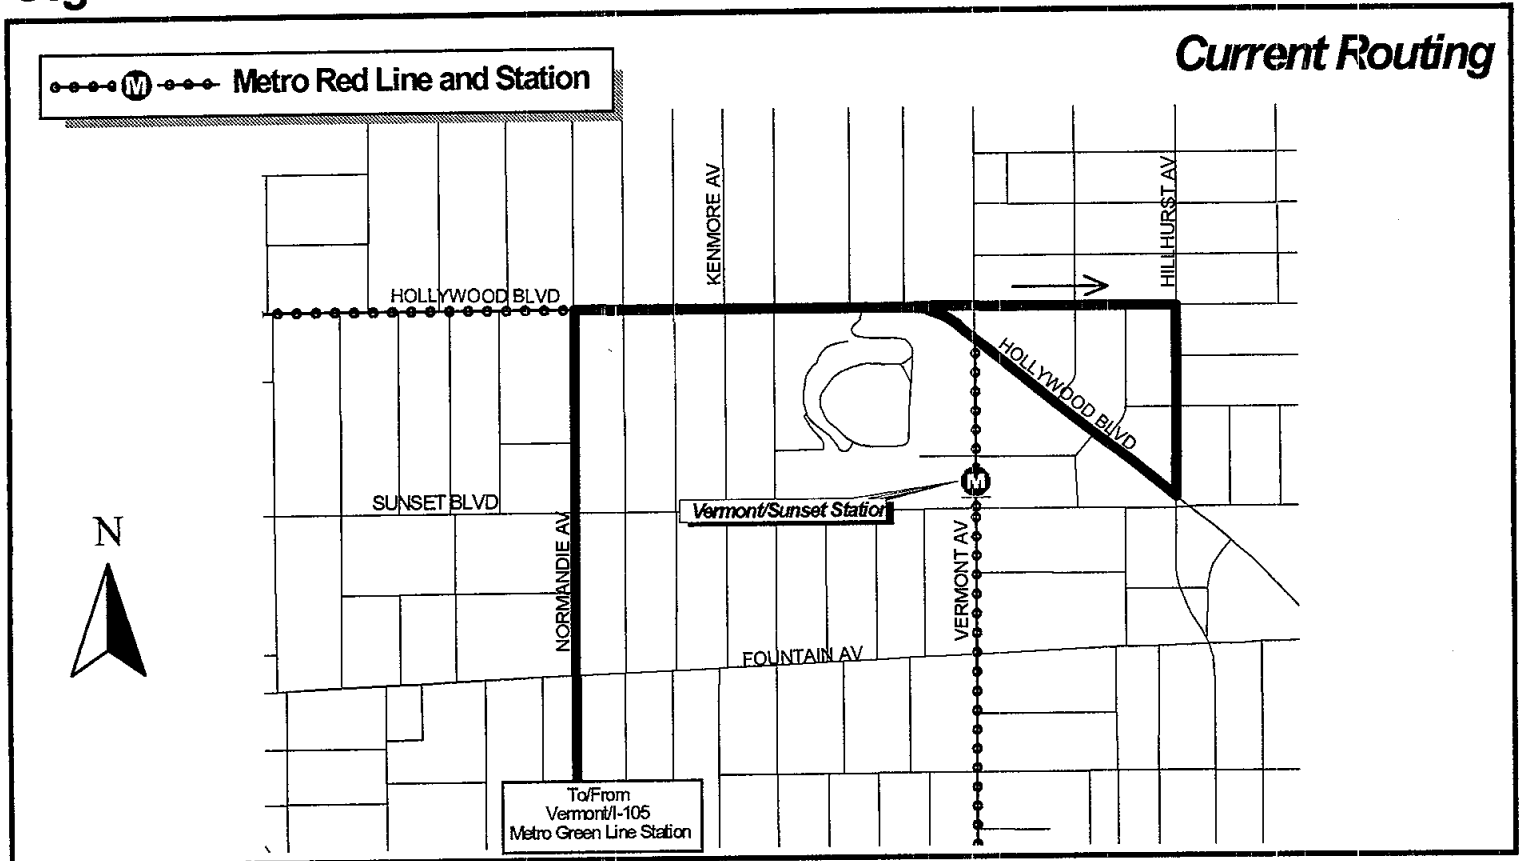 Current Routing
M Metro Red Line and Station
KENMORE AV
HILLHURST AV
HOLLYWOOD BLVD
HOLLYWOOD BLVD
SUNSET BLVD
M
Vermont/Sunset Station
NORMANDIE AV
VERMONT AV
N
FOUNTAIN AV
To/From
Vermont/I-105
Metro Green Line Station